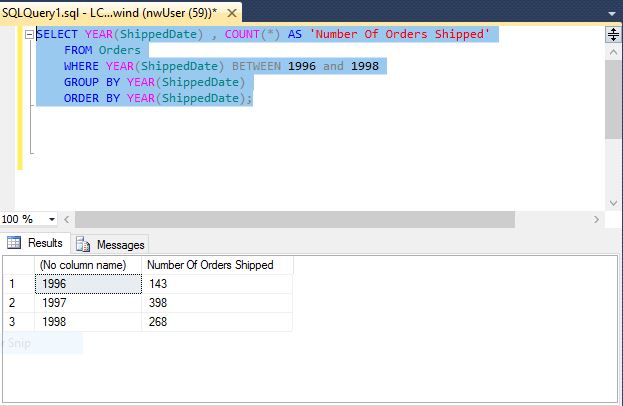 SQLQuery1.sql - LC...wind (nwUser (59))* ×
SELECT YEAR(ShippedDate) , COUNT(*) AS 'Number Of Orders Shipped'
FROM Orders
WHERE YEAR(ShippedDate) BETWEEN 1996 and 1998
GROUP BY YEAR(ShippedDate)
ORDER BY YEAR(ShippedDate);
100 %
Results Messages
(No column name) Number Of Orders Shipped
1 1996 143
2 1997 398
3 1998 268
Snip